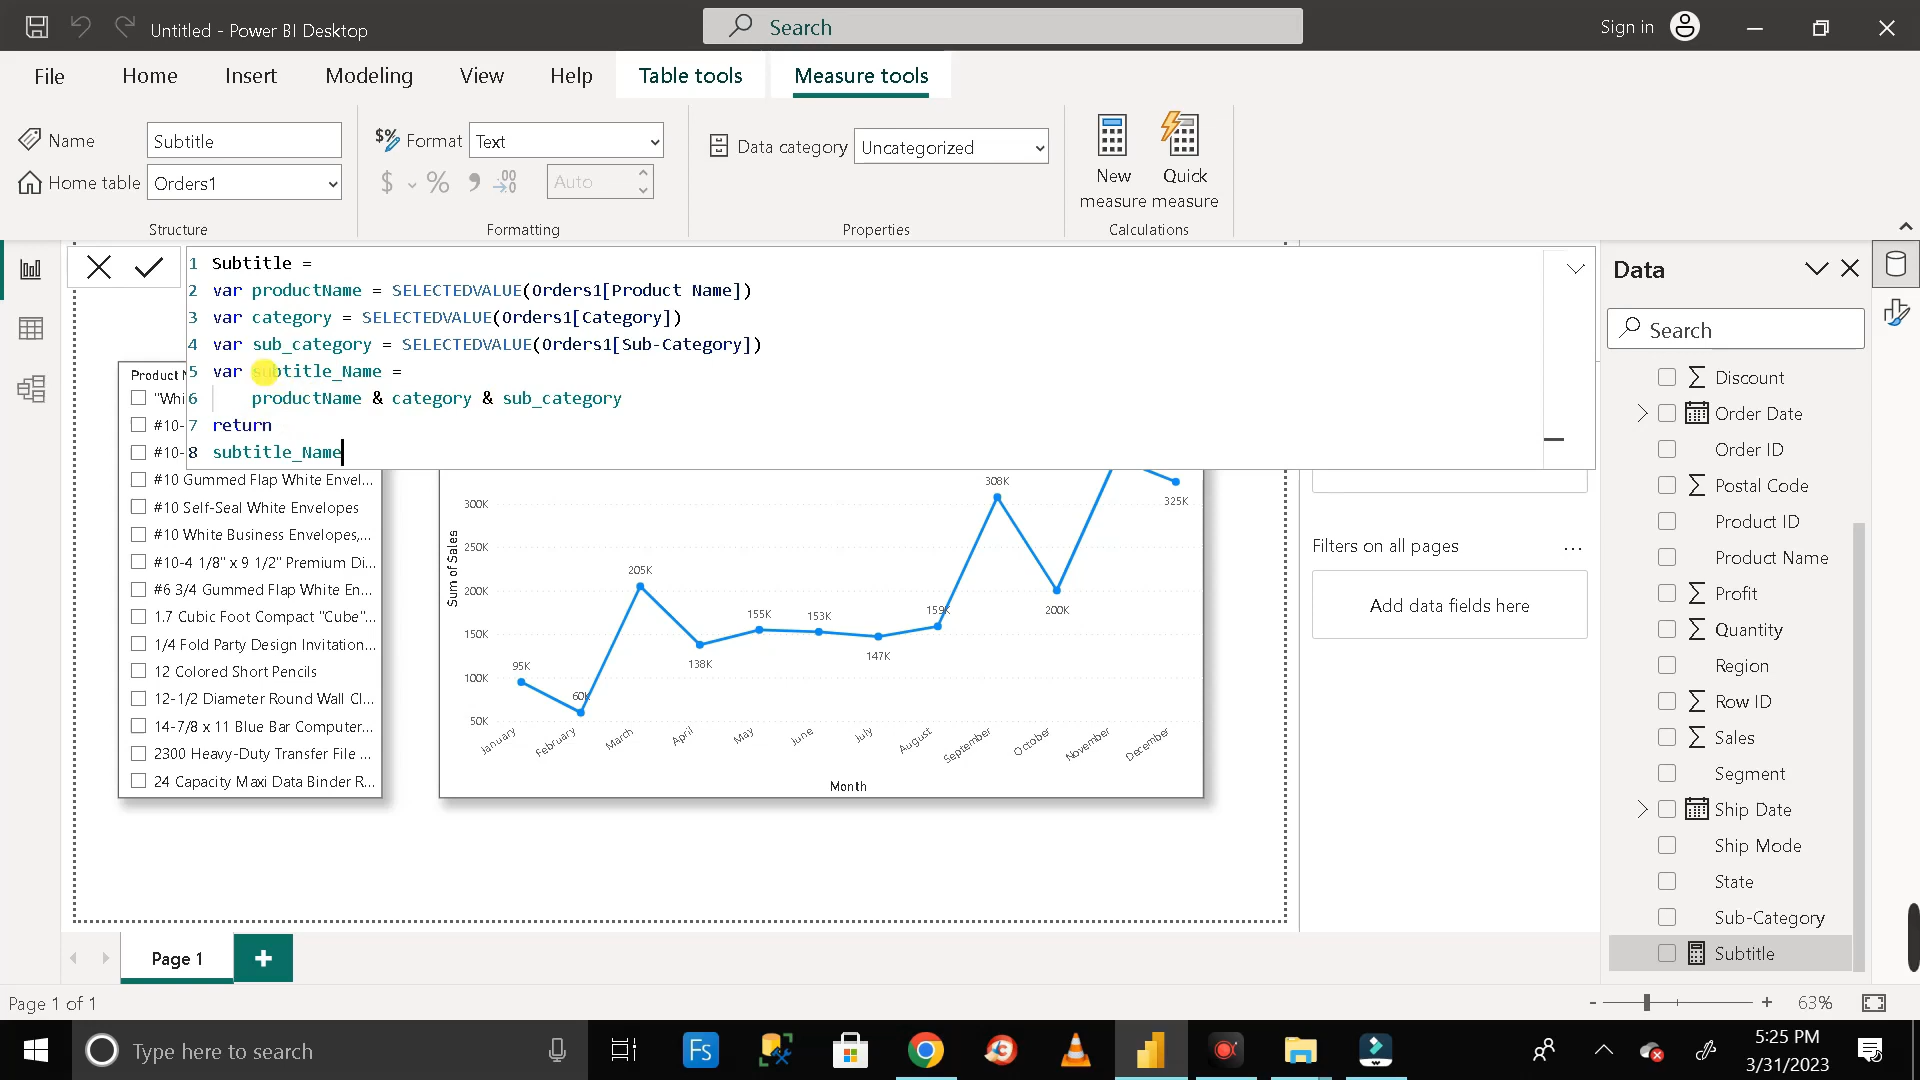 Untitled - Power BI Desktop
Search
Sign in
File
Home
Insert
Modeling
View
Help
Table tools
Measure tools
Name
Subtitle
Home table
Orders1
Structure
$% Format
Text
$
%
Auto
Formatting
Data category
Uncategorized
Properties
New measure
Quick measure
Calculations
1 Subtitle =
2 var productName = SELECTEDVALUE(Orders1[Product Name])
3 var category = SELECTEDVALUE(Orders1[Category])
4 var sub_category = SELECTEDVALUE(Orders1[Sub-Category])
5 var subtitle_Name =
6 productName & category & sub_category
7 return
8 subtitle_Name
Product N
"Whi
#10-
#10-
#10 Gummed Flap White Envel...
#10 Self-Seal White Envelopes
#10 White Business Envelopes,...
#10-4 1/8" x 9 1/2" Premium Di...
#6 3/4 Gummed Flap White En...
1.7 Cubic Foot Compact "Cube"...
1/4 Fold Party Design Invitation...
12 Colored Short Pencils
12-1/2 Diameter Round Wall Cl...
14-7/8 x 11 Blue Bar Computer...
2300 Heavy-Duty Transfer File ...
24 Capacity Maxi Data Binder R...
Sum of Sales
300K
250K
200K
150K
100K
50K
95K
60K
205K
138K
155K
153K
147K
159K
308K
200K
325K
January
February
March
April
May
June
July
August
September
October
November
December
Month
Filters on all pages
...
Add data fields here
Data
Search
Discount
Order Date
Order ID
Postal Code
Product ID
Product Name
Profit
Quantity
Region
Row ID
Sales
Segment
Ship Date
Ship Mode
State
Sub-Category
Subtitle
Page 1
+
Page 1 of 1
- + 63%
Type here to search
Fs
5:25 PM
3/31/2023